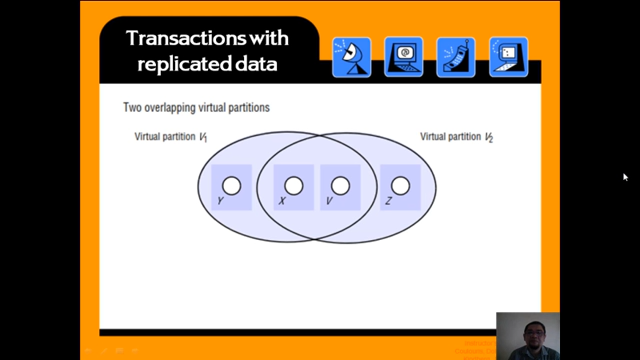 Transactions with
replicated data
Two overlapping virtual partitions
Virtual partition V1
Virtual partition V2
Y
X
V
Z